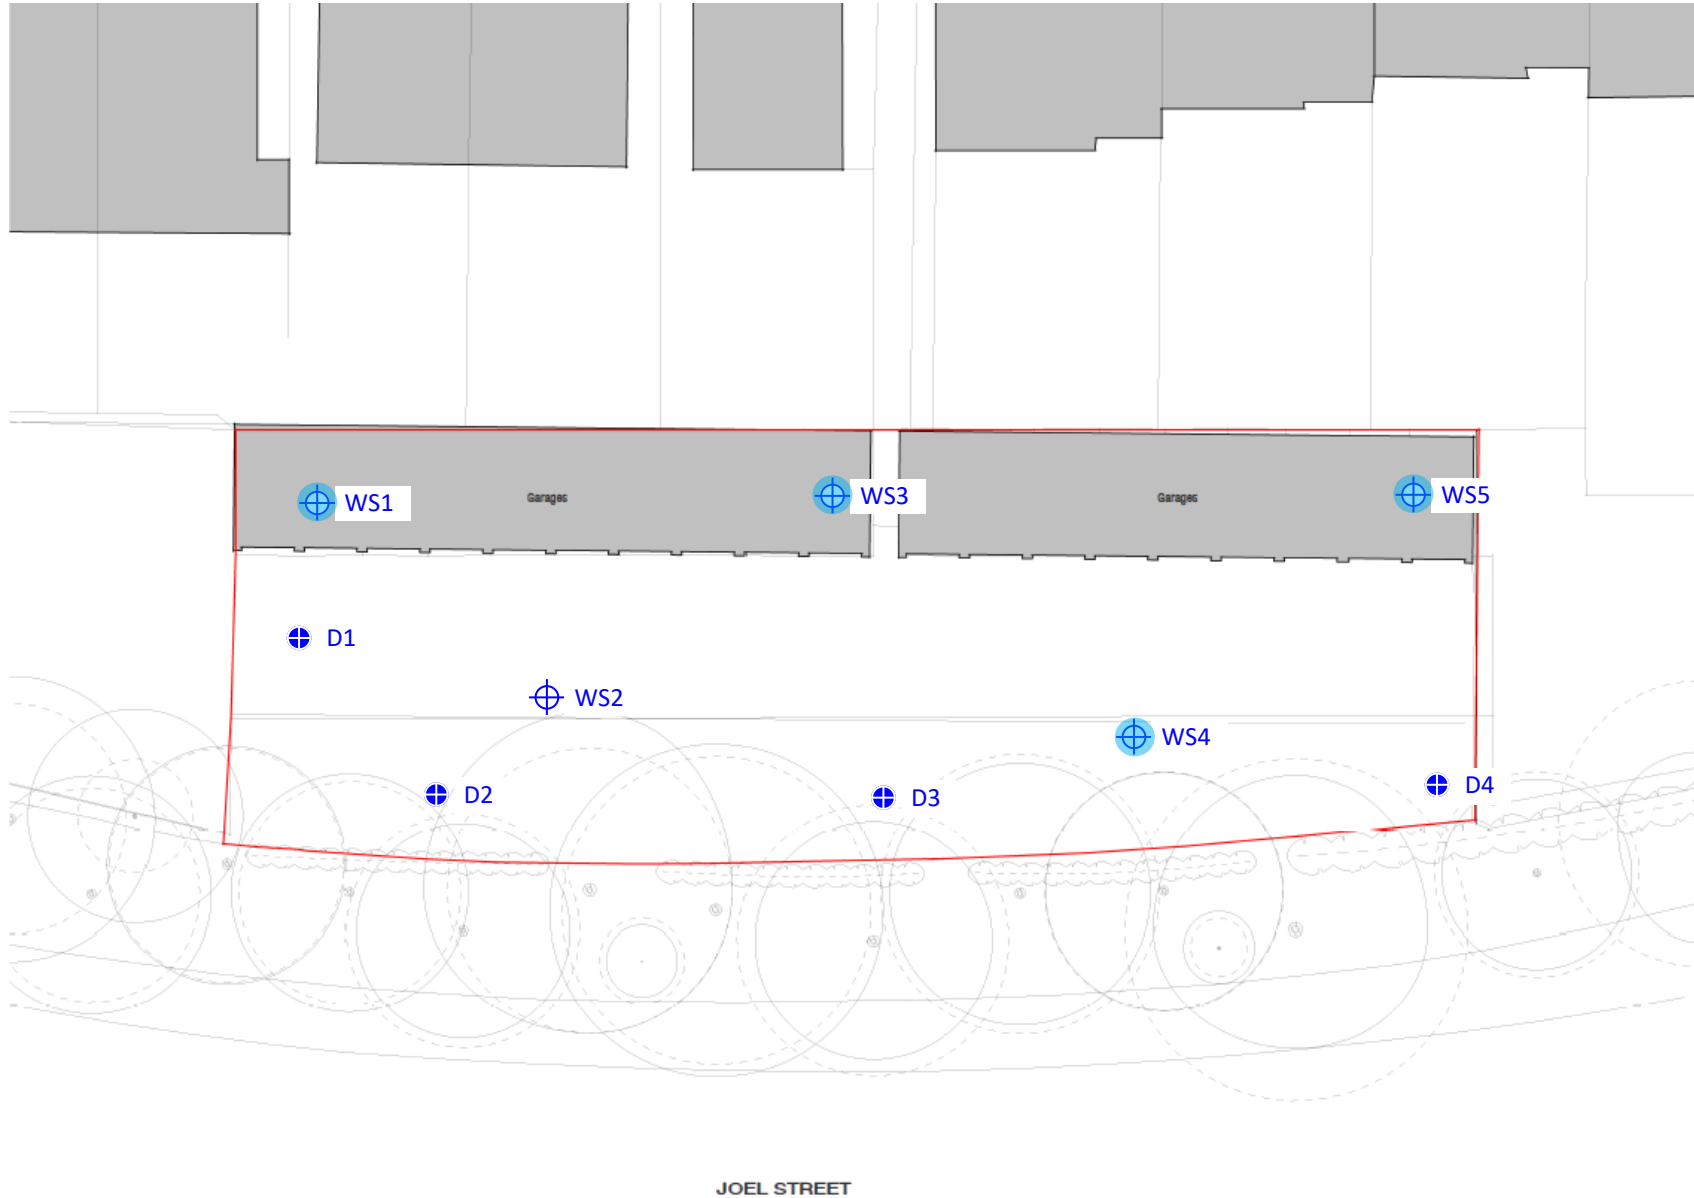 WS1
Garages
WS3
Garages
WS5
D1
WS2
WS4
D2
D3
D4
JOEL STREET